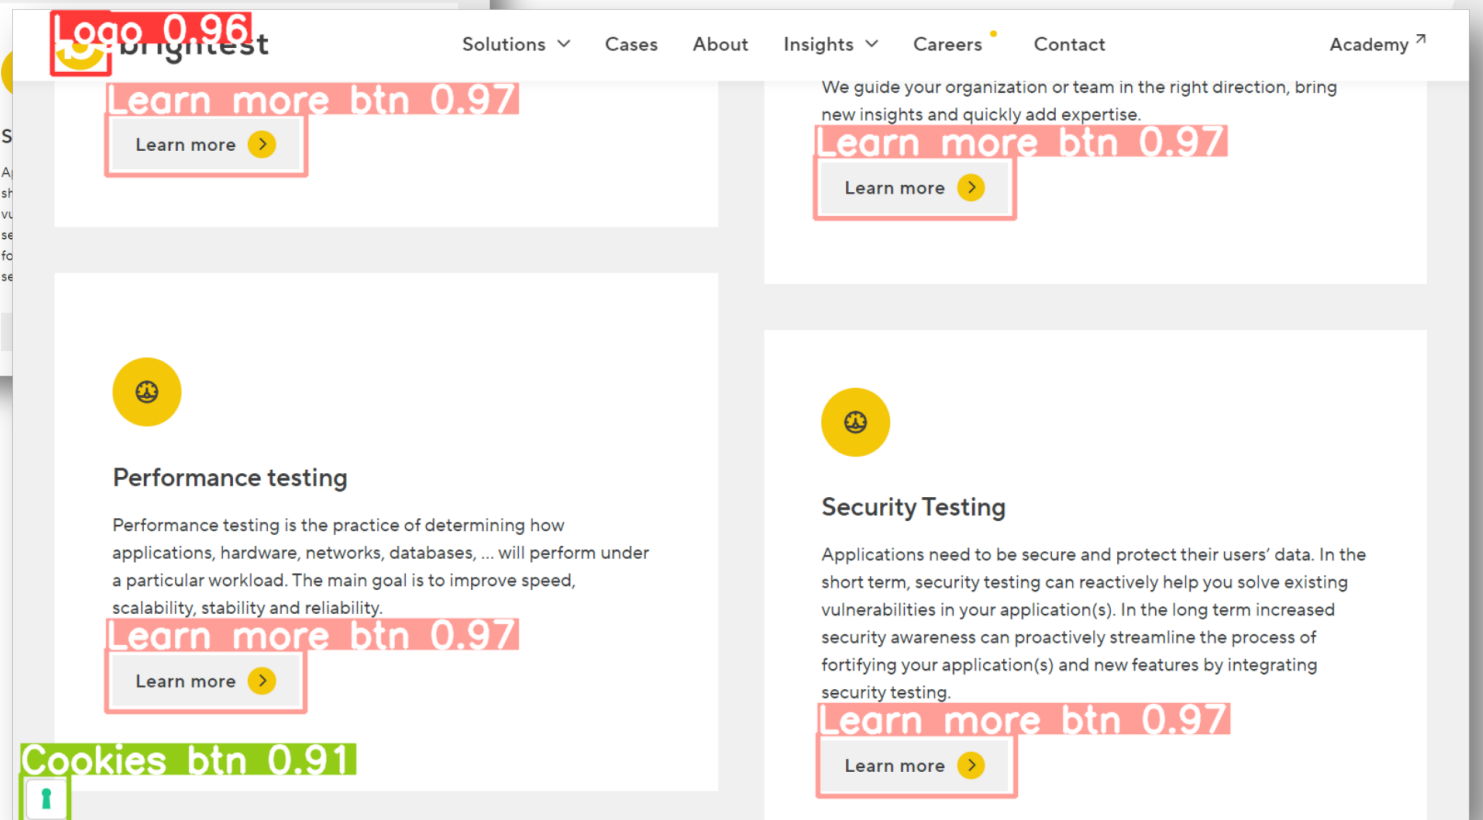 Logo 0.96
brightest
Solutions
Cases
About
Insights
Careers
Contact
Academy
Learn more btn 0.97
Learn more
We guide your organization or team in the right direction, bring
new insights and quickly add expertise.
Learn more btn 0.97
Learn more
Performance testing
Performance testing is the practice of determining how
applications, hardware, networks, databases, ... will perform under
a particular workload. The main goal is to improve speed,
scalability, stability and reliability.
Learn more btn 0.97
Learn more
Security Testing
Applications need to be secure and protect their users’ data. In the
short term, security testing can reactively help you solve existing
vulnerabilities in your application(s). In the long term increased
security awareness can proactively streamline the process of
fortifying your application(s) and new features by integrating
security testing.
Learn more btn 0.97
Learn more
Cookies btn 0.91